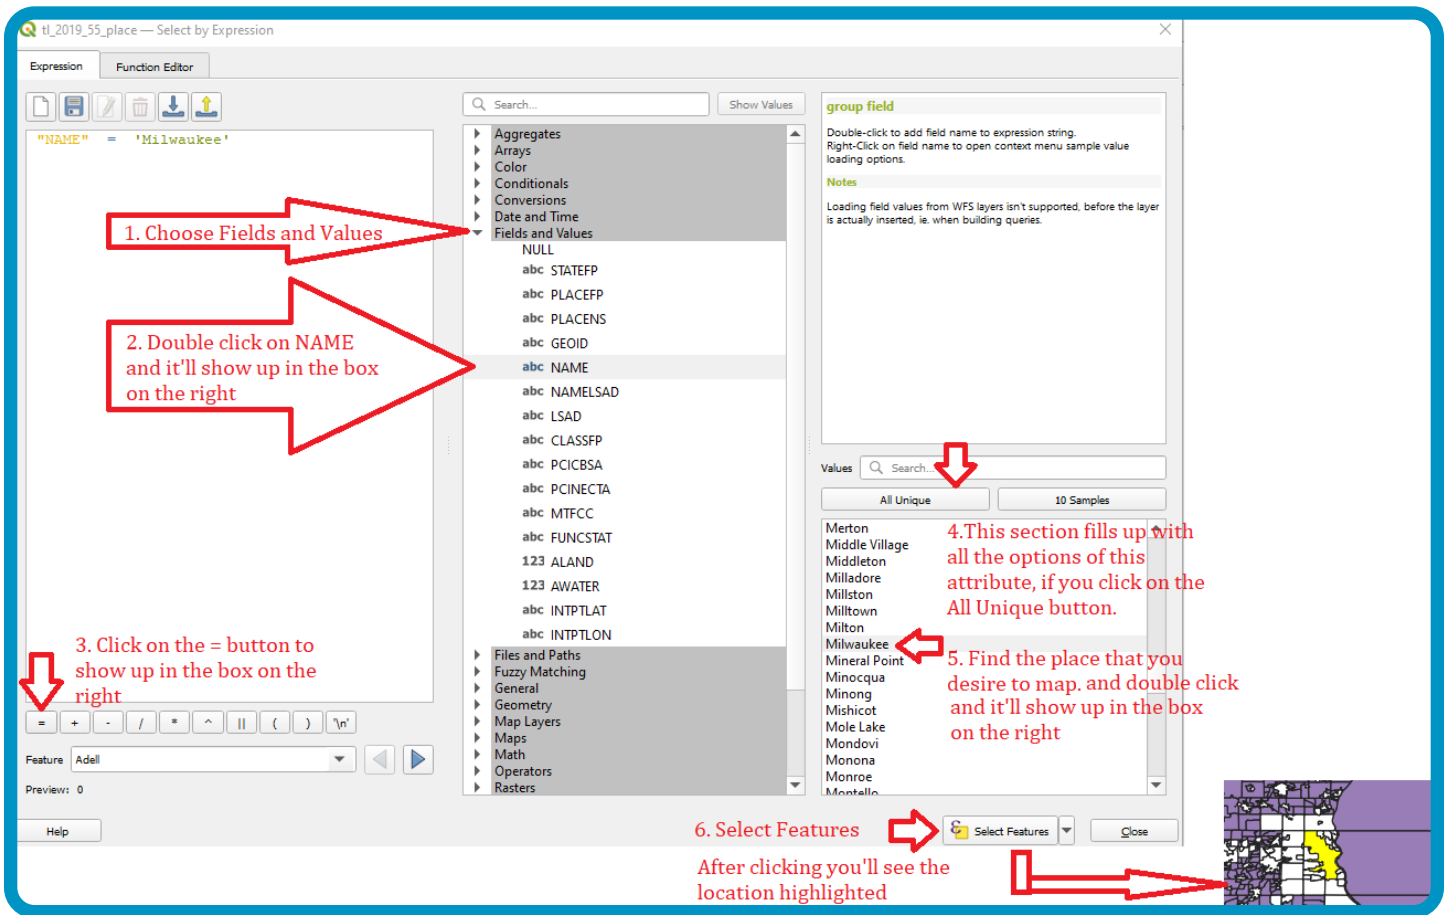 tl_2019_55_place — Select by Expression
Expression
Function Editor
Search...
Show Values
"NAME" = 'Milwaukee'
Aggregates
Arrays
Color
Conditionals
Conversions
Date and Time
Fields and Values
NULL
abc STATEFP
abc PLACEFP
abc PLACENS
abc GEOID
abc NAME
abc NAMELSAD
abc LSAD
abc CLASSFP
abc PCICBSA
abc PCINECTA
abc MTFCC
abc FUNCSTAT
123 ALAND
123 AWATER
abc INTPTLAT
abc INTPTLON
Files and Paths
Fuzzy Matching
General
Geometry
Map Layers
Maps
Math
Operators
Rasters
group field
Double-click to add field name to expression string.
Right-Click on field name to open context menu sample value
loading options.
Notes
Loading field values from WFS layers isn't supported, before the layer
is actually inserted, ie. when building queries.
1. Choose Fields and Values
2. Double click on NAME
and it'll show up in the box
on the right
3. Click on the = button to
show up in the box on the
right
= + - / * ^ || ( ) '\n'
Feature Adell
Preview: 0
Help
Values Search...
All Unique
10 Samples
Merton
Middle Village
Middleton
Milladore
Millston
Milltown
Milton
Milwaukee
Mineral Point
Minocqua
Minong
Mishicot
Mole Lake
Mondovi
Monona
Monroe
Montello
4.This section fills up with
all the options of this
attribute, if you click on the
All Unique button.
5. Find the place that you
desire to map. and double click
and it'll show up in the box
on the right
6. Select Features
Select Features
Close
After clicking you'll see the
location highlighted